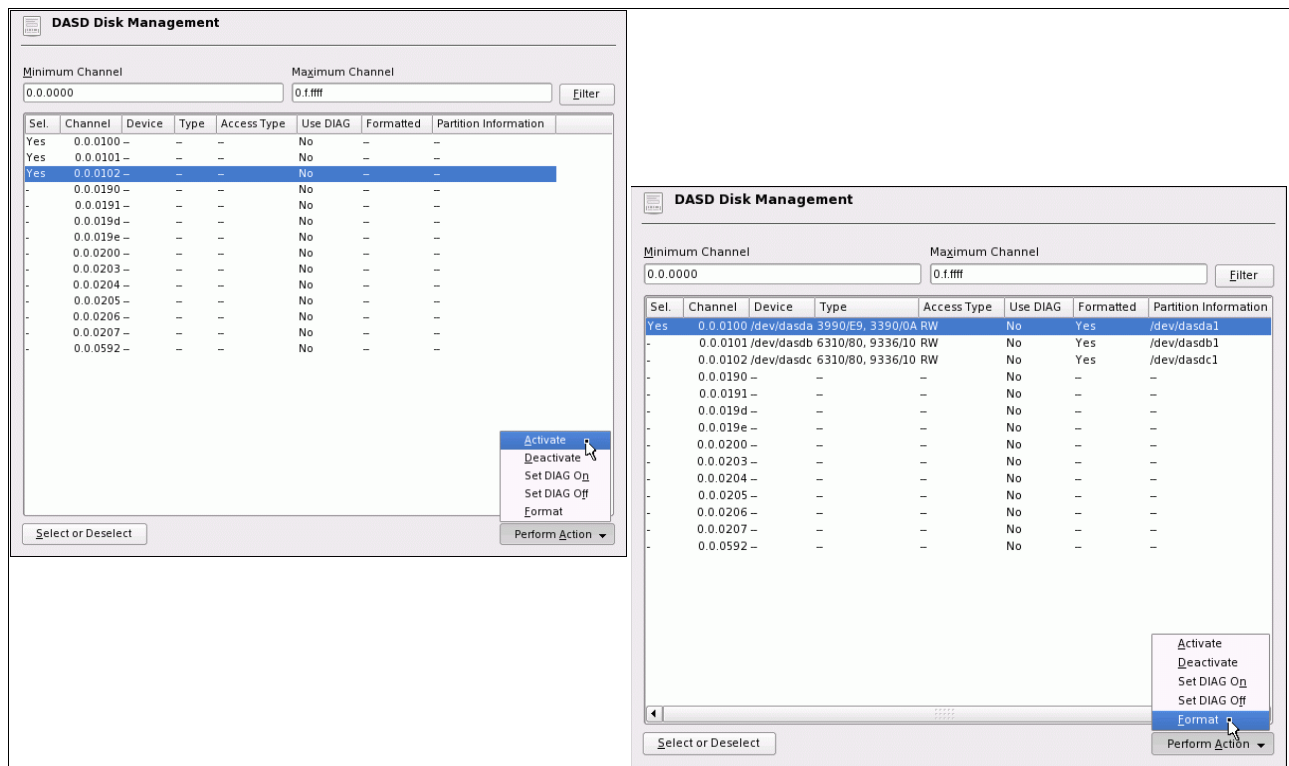 DASD Disk Management
Minimum Channel Maximum Channel
0.0.0000 0.f.ffff Filter
Sel. Channel Device Type Access Type Use DIAG Formatted Partition Information
Yes 0.0.0100 -- -- -- No -- --
Yes 0.0.0101 -- -- -- No -- --
Yes 0.0.0102 -- -- -- No -- --
- 0.0.0190 -- -- -- No -- --
- 0.0.0191 -- -- -- No -- --
- 0.0.019d -- -- -- No -- --
- 0.0.019e -- -- -- No -- --
- 0.0.0200 -- -- -- No -- --
- 0.0.0203 -- -- -- No -- --
- 0.0.0204 -- -- -- No -- --
- 0.0.0205 -- -- -- No -- --
- 0.0.0206 -- -- -- No -- --
- 0.0.0207 -- -- -- No -- --
- 0.0.0592 -- -- -- No -- --
Activate
Deactivate
Set DIAG On
Set DIAG Off
Format
Select or Deselect Perform Action
DASD Disk Management
Minimum Channel Maximum Channel
0.0.0000 0.f.ffff Filter
Sel. Channel Device Type Access Type Use DIAG Formatted Partition Information
Yes 0.0.0100 /dev/dasda 3990/E9, 3390/0A RW No Yes /dev/dasda1
- 0.0.0101 /dev/dasdb 6310/80, 9336/10 RW No Yes /dev/dasdb1
- 0.0.0102 /dev/dasdc 6310/80, 9336/10 RW No Yes /dev/dasdc1
- 0.0.0190 -- -- -- No -- --
- 0.0.0191 -- -- -- No -- --
- 0.0.019d -- -- -- No -- --
- 0.0.019e -- -- -- No -- --
- 0.0.0200 -- -- -- No -- --
- 0.0.0203 -- -- -- No -- --
- 0.0.0204 -- -- -- No -- --
- 0.0.0205 -- -- -- No -- --
- 0.0.0206 -- -- -- No -- --
- 0.0.0207 -- -- -- No -- --
- 0.0.0592 -- -- -- No -- --
Activate
Deactivate
Set DIAG On
Set DIAG Off
Format
Select or Deselect Perform Action